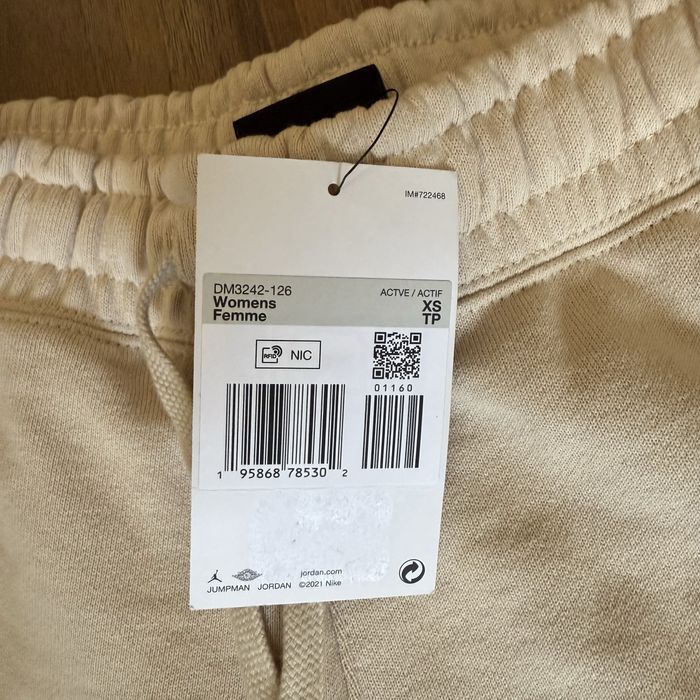 IM#722468
DM3242-126
Womens
Femme
ACTVE / ACTIF
XS
TP
RFID NIC
01160
1 95868 78530 2
jordan.com
JUMPMAN JORDAN ©2021 Nike